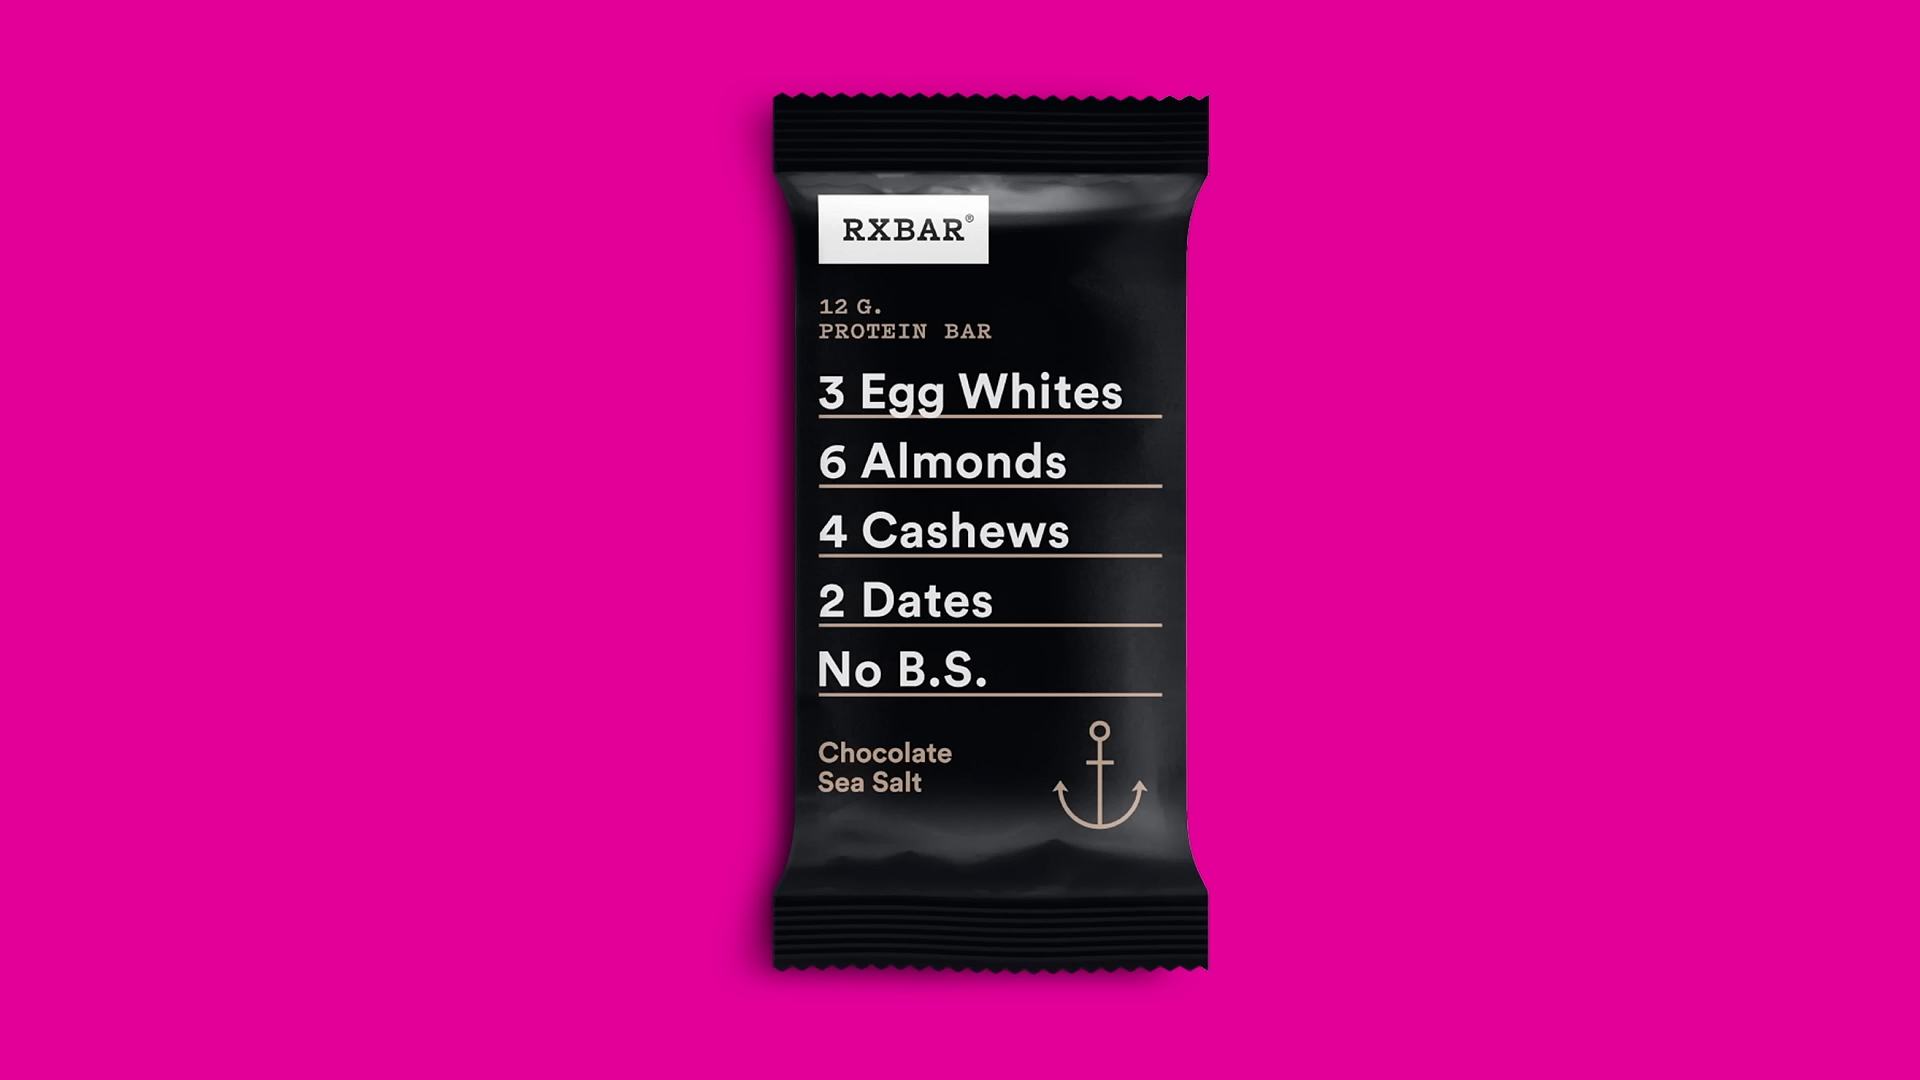 RXBAR®
12 G.
PROTEIN BAR
3 Egg Whites
6 Almonds
4 Cashews
2 Dates
No B.S.
Chocolate
Sea Salt